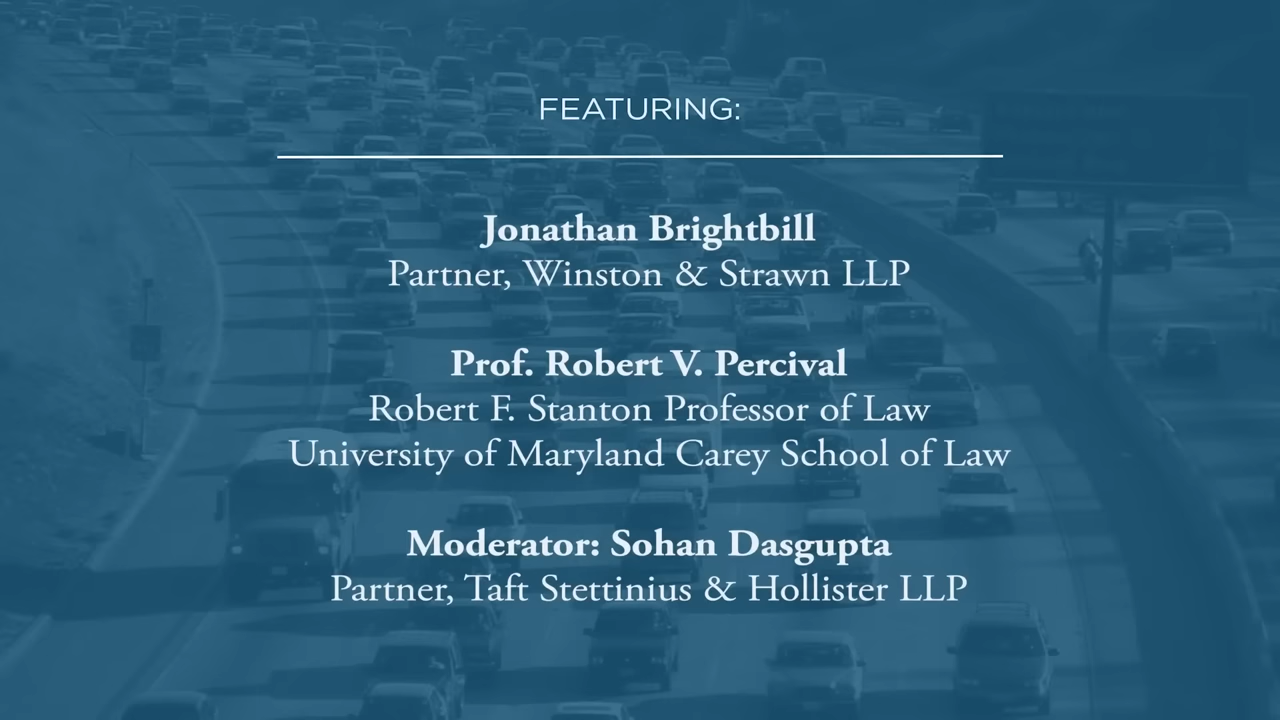 FEATURING:
Jonathan Brightbill
Partner, Winston & Strawn LLP
Prof. Robert V. Percival
Robert F. Stanton Professor of Law
University of Maryland Carey School of Law
Moderator: Sohan Dasgupta
Partner, Taft Stettinius & Hollister LLP